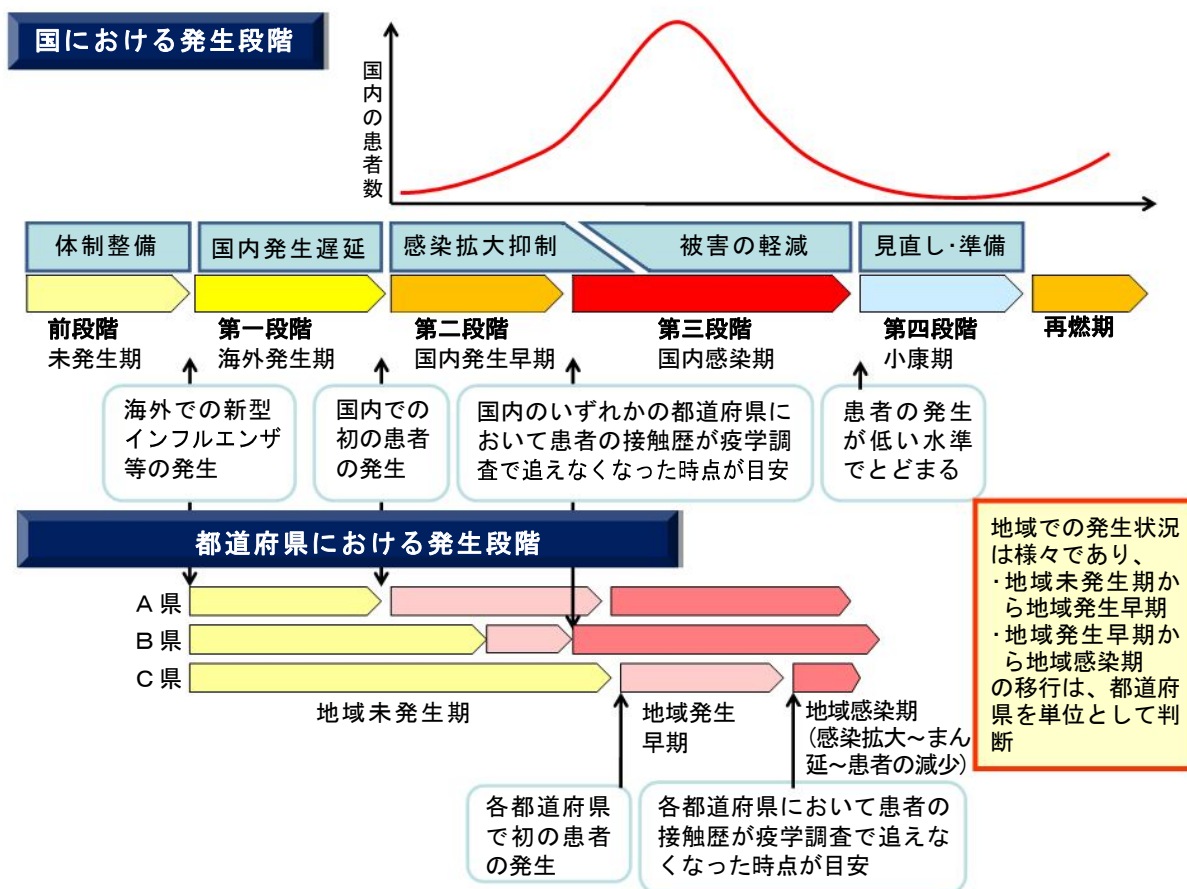 国における発生段階
国内の患者数
体制整備
国内発生遅延
感染拡大抑制
被害の軽減
見直し・準備
前段階
未発生期
第一段階
海外発生期
第二段階
国内発生早期
第三段階
国内感染期
第四段階
小康期
再燃期
海外での新型
インフルエンザ
等の発生
国内での
初の患者
の発生
国内のいずれかの都道府県に
おいて患者の接触歴が疫学調
査で追えなくなった時点が目安
患者の発生
が低い水準
でとどまる
都道府県における発生段階
A県
B県
C県
地域未発生期
地域発生
早期
地域感染期
(感染拡大～まん
延～患者の減少)
各都道府県
で初の患者
の発生
各都道府県において患者の
接触歴が疫学調査で追えな
くなった時点が目安
地域での発生状況
は様々であり、
・地域未発生期か
ら地域発生早期
・地域発生早期か
ら地域感染期
の移行は、都道府
県を単位として判
断